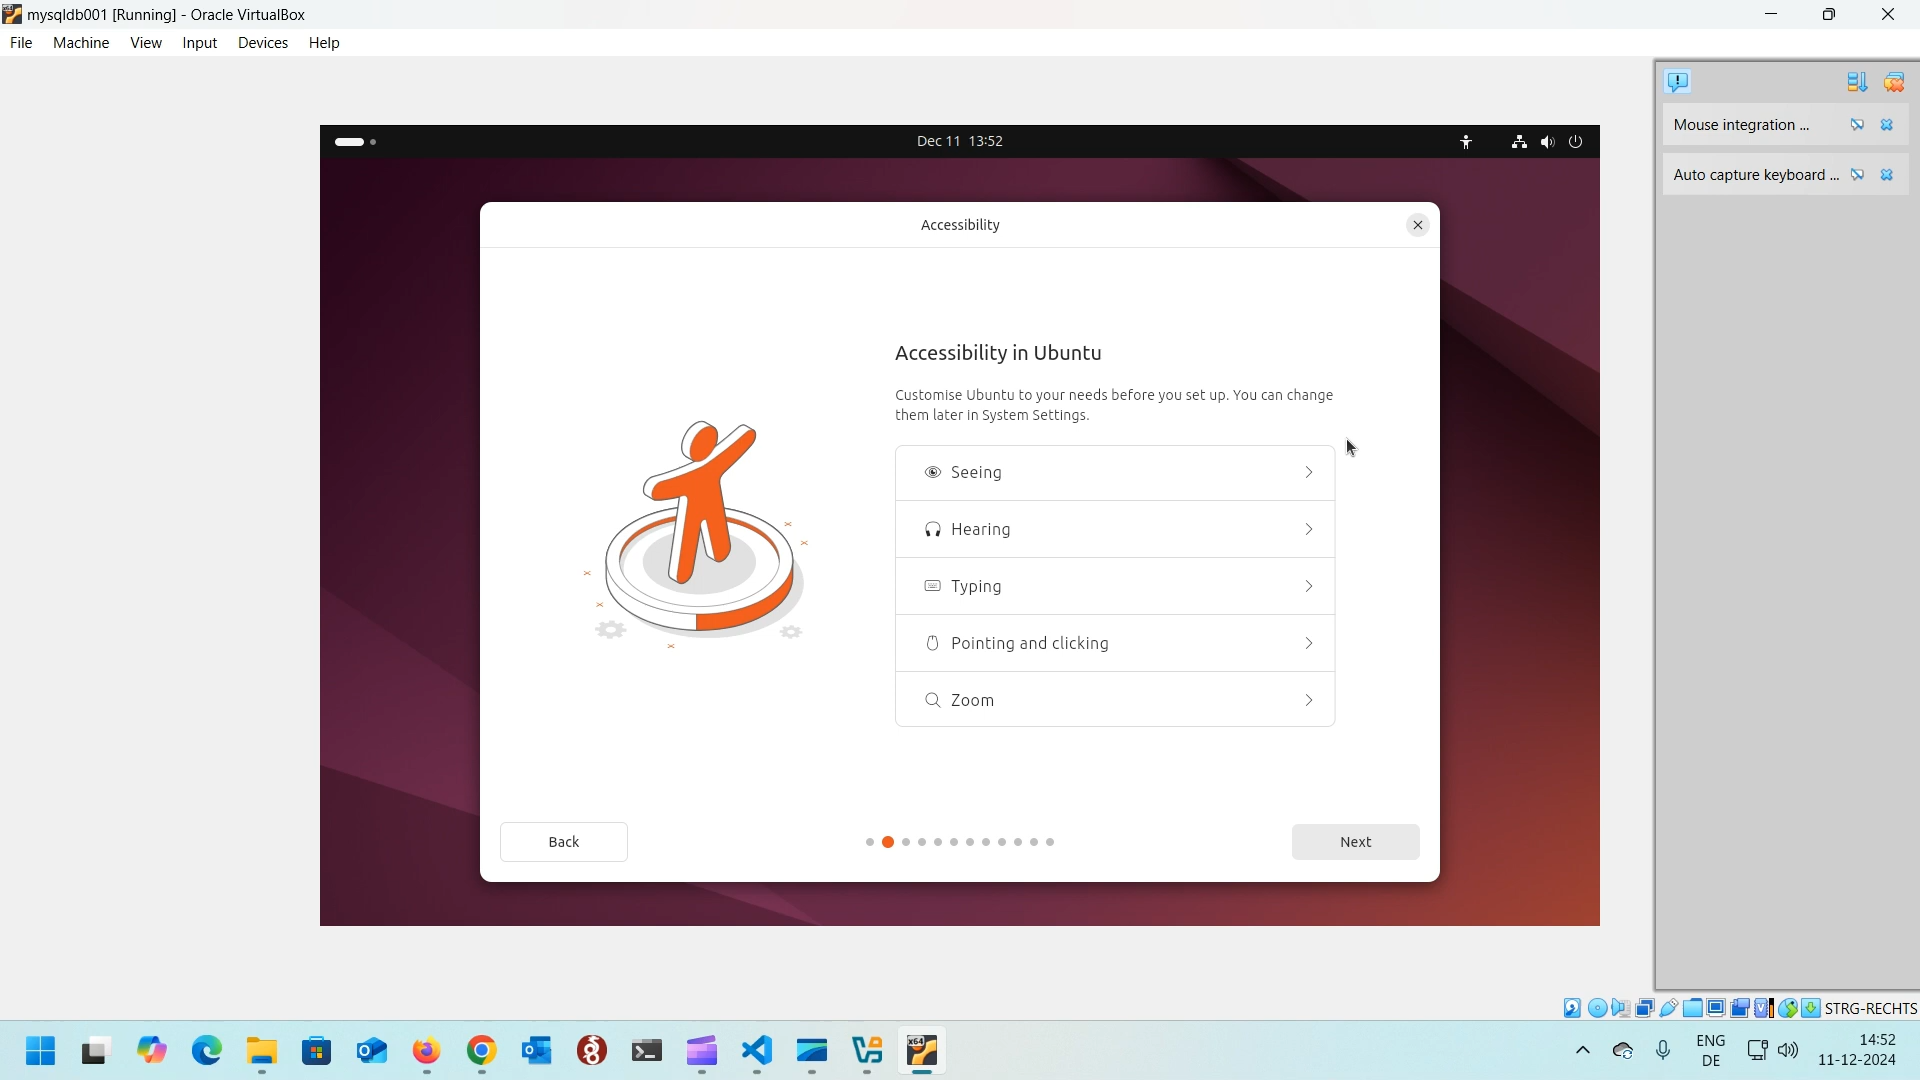 mysqldb001 [Running] - Oracle VirtualBox
File Machine View Input Devices Help
Mouse integration ...
Auto capture keyboard ...
Dec 11 13:52
Accessibility
Accessibility in Ubuntu
Customise Ubuntu to your needs before you set up. You can change
them later in System Settings.
Seeing
Hearing
Typing
Pointing and clicking
Zoom
Back
Next
STRG-RECHTS
ENG
DE
14:52
11-12-2024